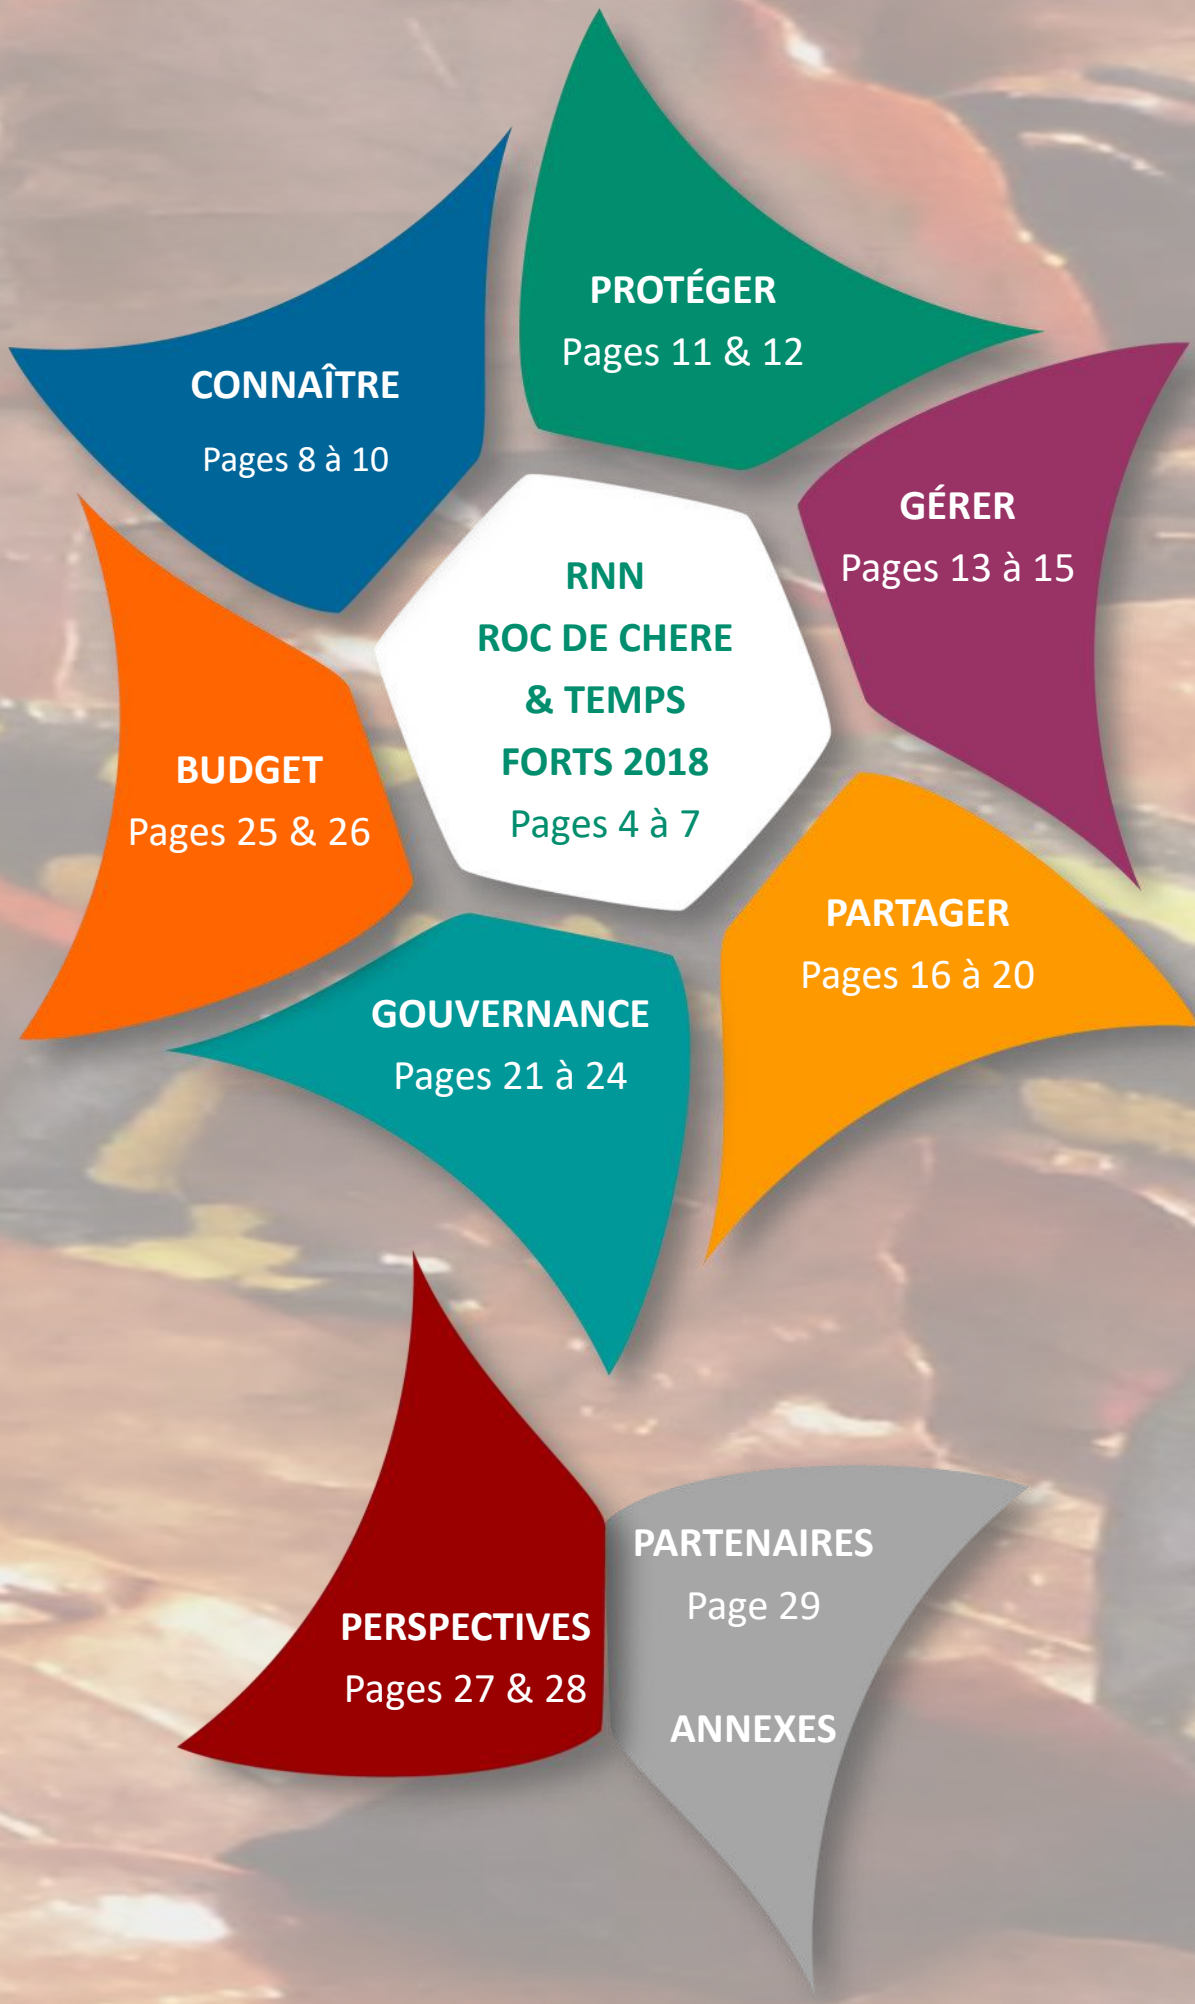 PROTÉGER
Pages 11 & 12
CONNAÎTRE
Pages 8 à 10
GÉRER
Pages 13 à 15
RNN
ROC DE CHERE
& TEMPS
FORTS 2018
Pages 4 à 7
BUDGET
Pages 25 & 26
PARTAGER
Pages 16 à 20
GOUVERNANCE
Pages 21 à 24
PERSPECTIVES
Pages 27 & 28
PARTENAIRES
Page 29
ANNEXES